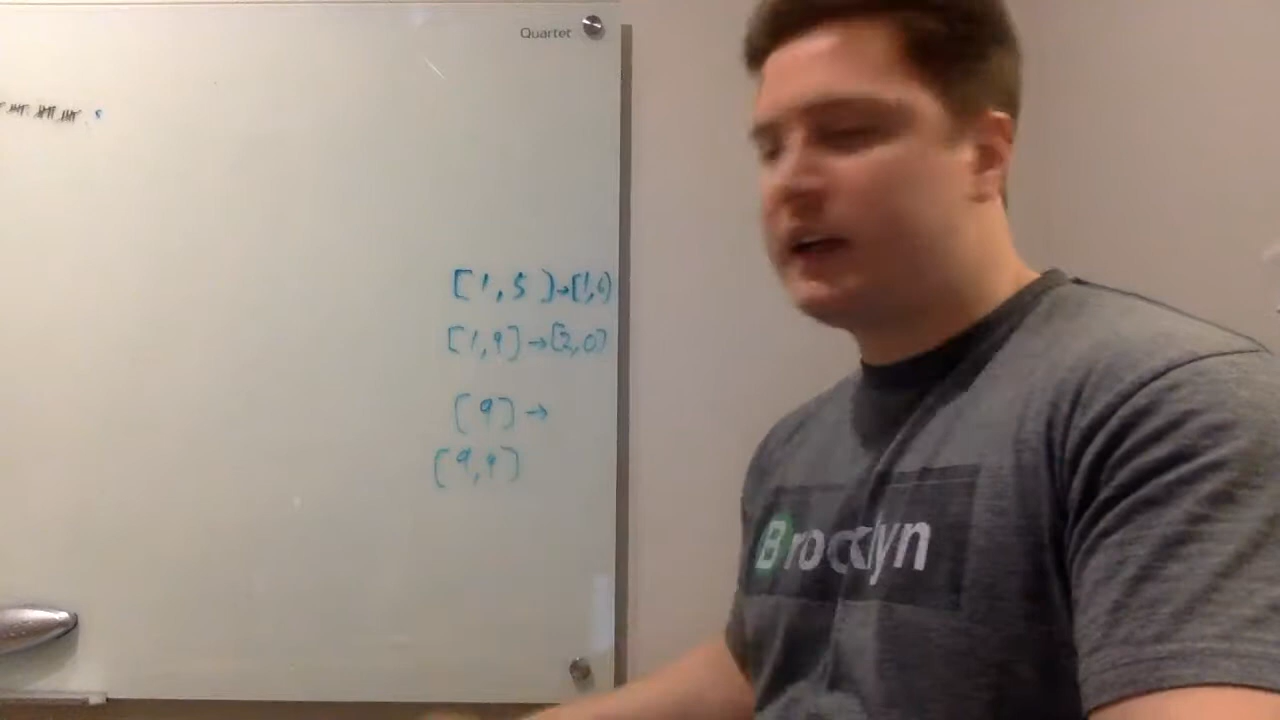 Quartet
[1,5]→[1,6]
[1,9]→[2,0]
[9]→
[9,9]
Brooklyn